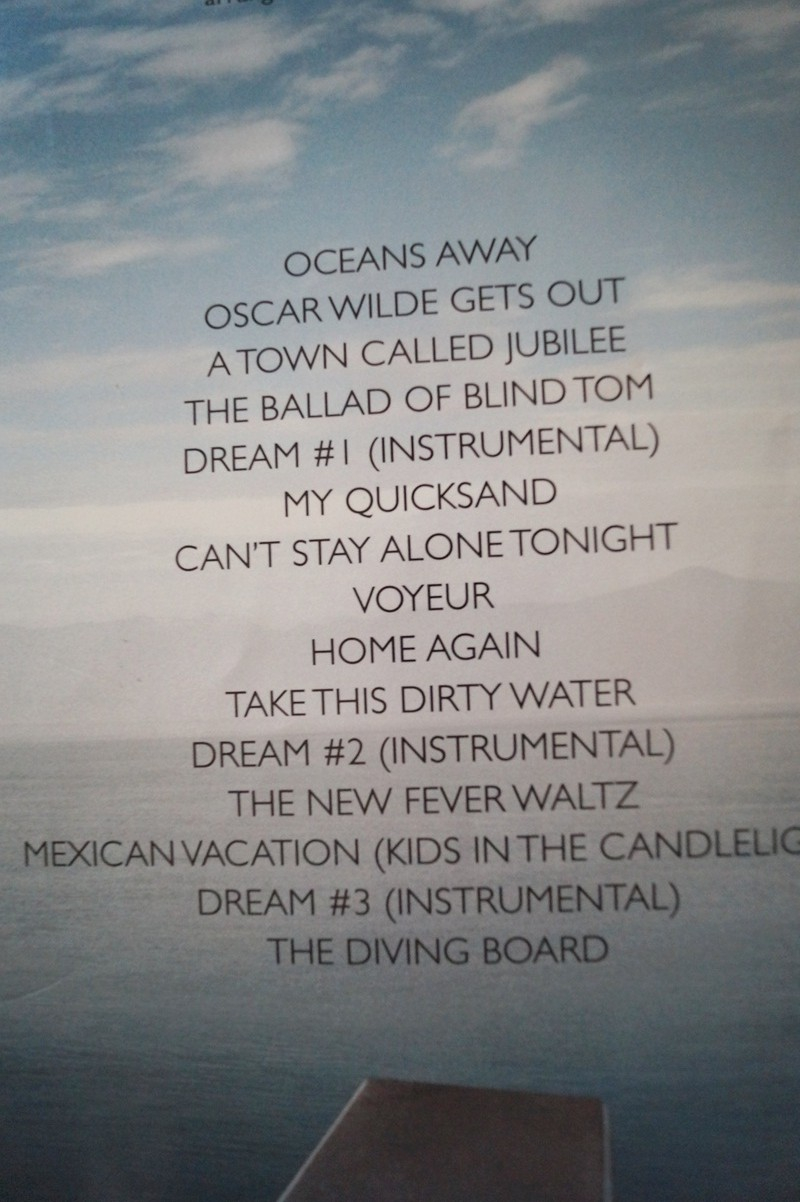 OCEANS AWAY
OSCAR WILDE GETS OUT
A TOWN CALLED JUBILEE
THE BALLAD OF BLIND TOM
DREAM #1 (INSTRUMENTAL)
MY QUICKSAND
CAN'T STAY ALONE TONIGHT
VOYEUR
HOME AGAIN
TAKE THIS DIRTY WATER
DREAM #2 (INSTRUMENTAL)
THE NEW FEVER WALTZ
MEXICAN VACATION (KIDS IN THE
DREAM #3 (INSTRUMENTAL)
THE DIVING BOARD